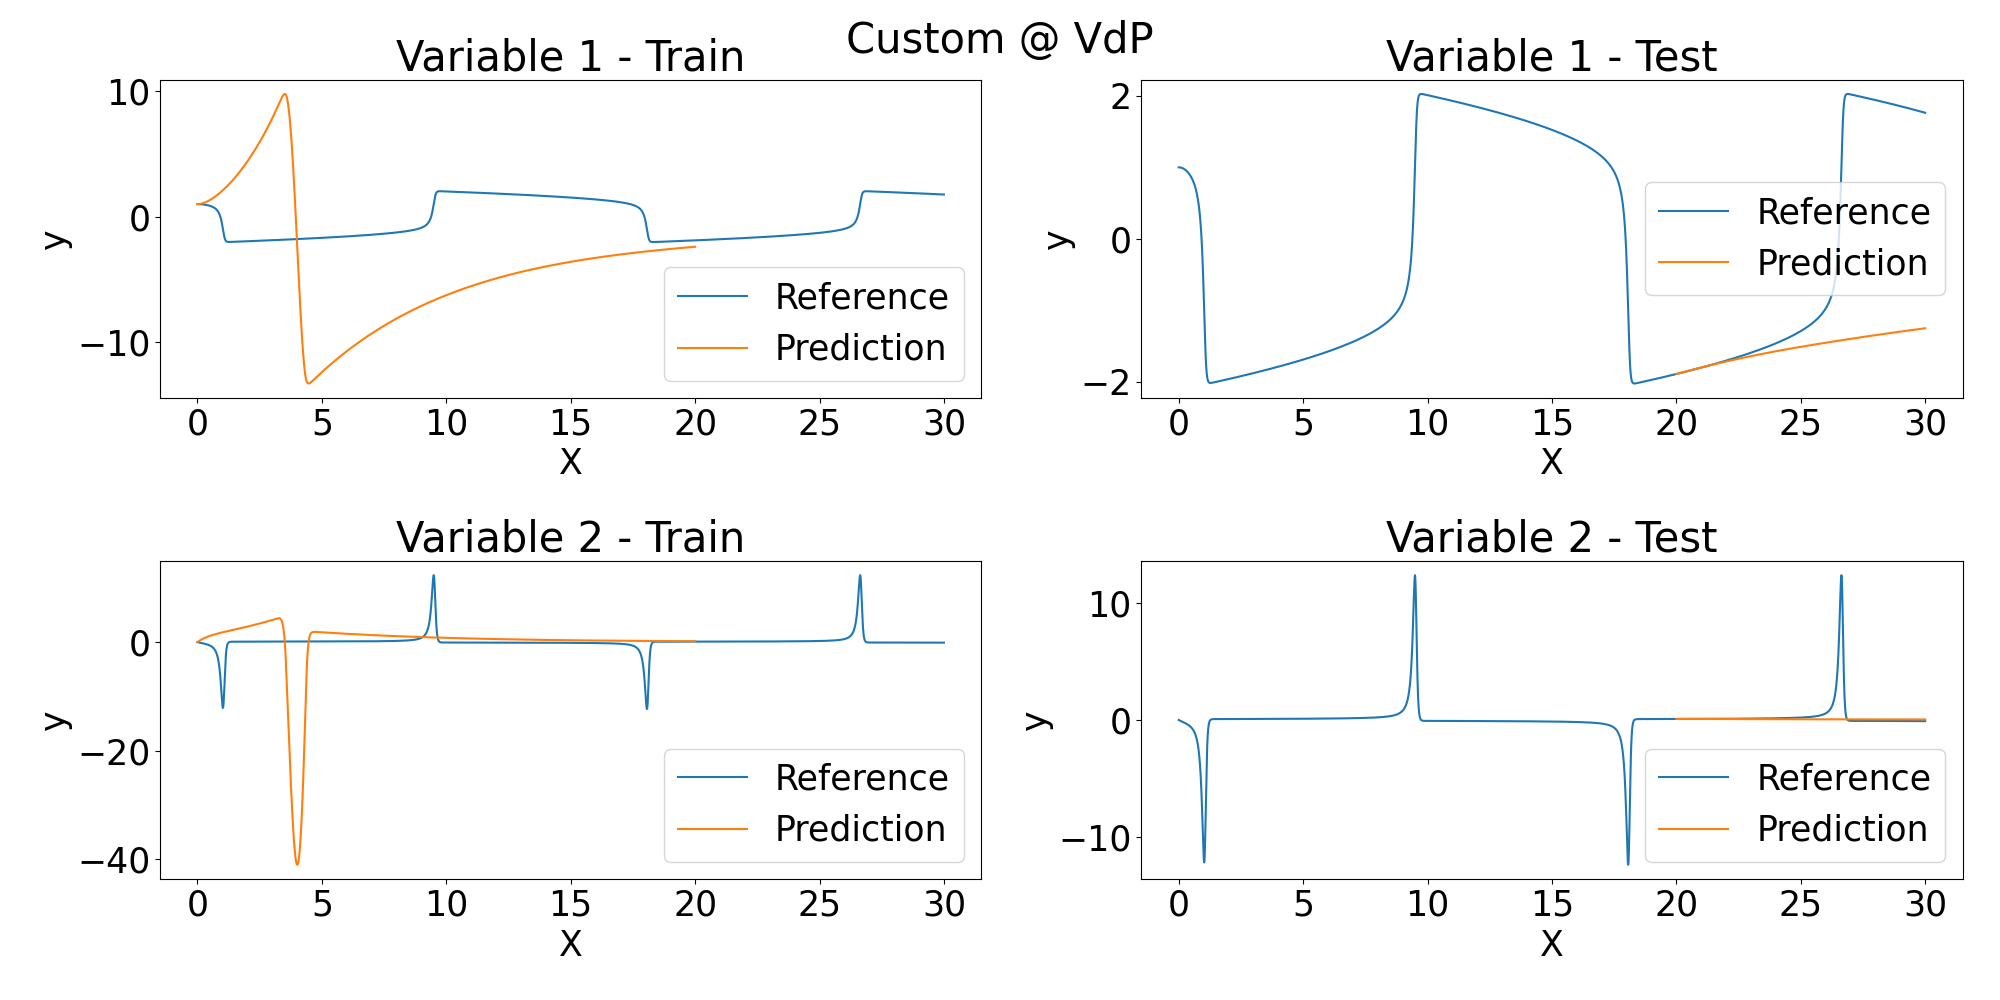 Custom @ VdP
Variable 1 - Train
10
0
−10
y
0 5 10 15 20 25 30
X
Reference
Prediction
Variable 1 - Test
2
0
−2
y
0 5 10 15 20 25 30
X
Reference
Prediction
Variable 2 - Train
0
−20
−40
y
0 5 10 15 20 25 30
X
Reference
Prediction
Variable 2 - Test
10
0
−10
y
0 5 10 15 20 25 30
X
Reference
Prediction